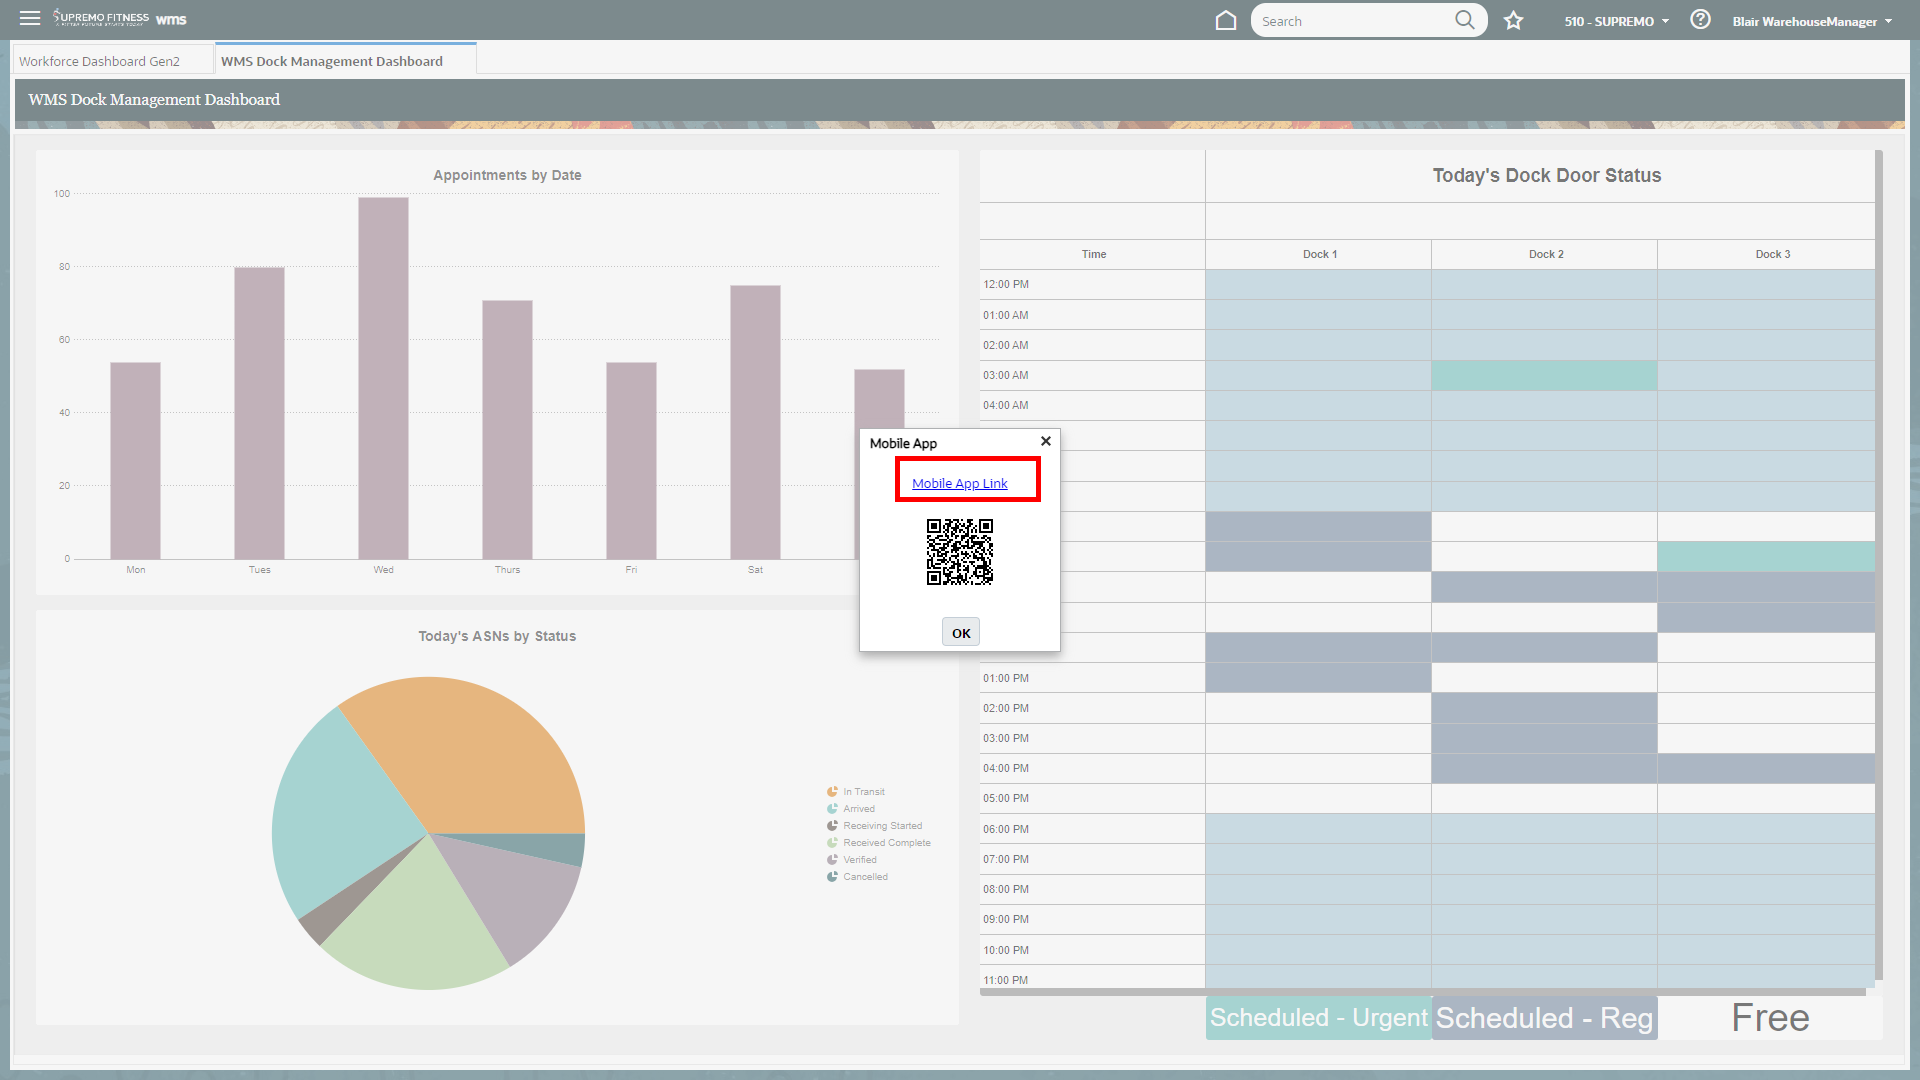 SUPREMO FITNESS wms
A FITTER FUTURE STARTS TODAY
Search
510 - SUPREMO
Blair WarehouseManager
Workforce Dashboard Gen2
WMS Dock Management Dashboard
WMS Dock Management Dashboard
Appointments by Date
100
80
60
40
20
0
Mon Tues Wed Thurs Fri Sat
Today's ASNs by Status
In Transit
Arrived
Receiving Started
Received Complete
Verified
Cancelled
Mobile App
Mobile App Link
OK
Today's Dock Door Status
Time Dock 1 Dock 2 Dock 3
12:00 PM
01:00 AM
02:00 AM
03:00 AM
04:00 AM
01:00 PM
02:00 PM
03:00 PM
04:00 PM
05:00 PM
06:00 PM
07:00 PM
08:00 PM
09:00 PM
10:00 PM
11:00 PM
Scheduled - Urgent Scheduled - Reg Free